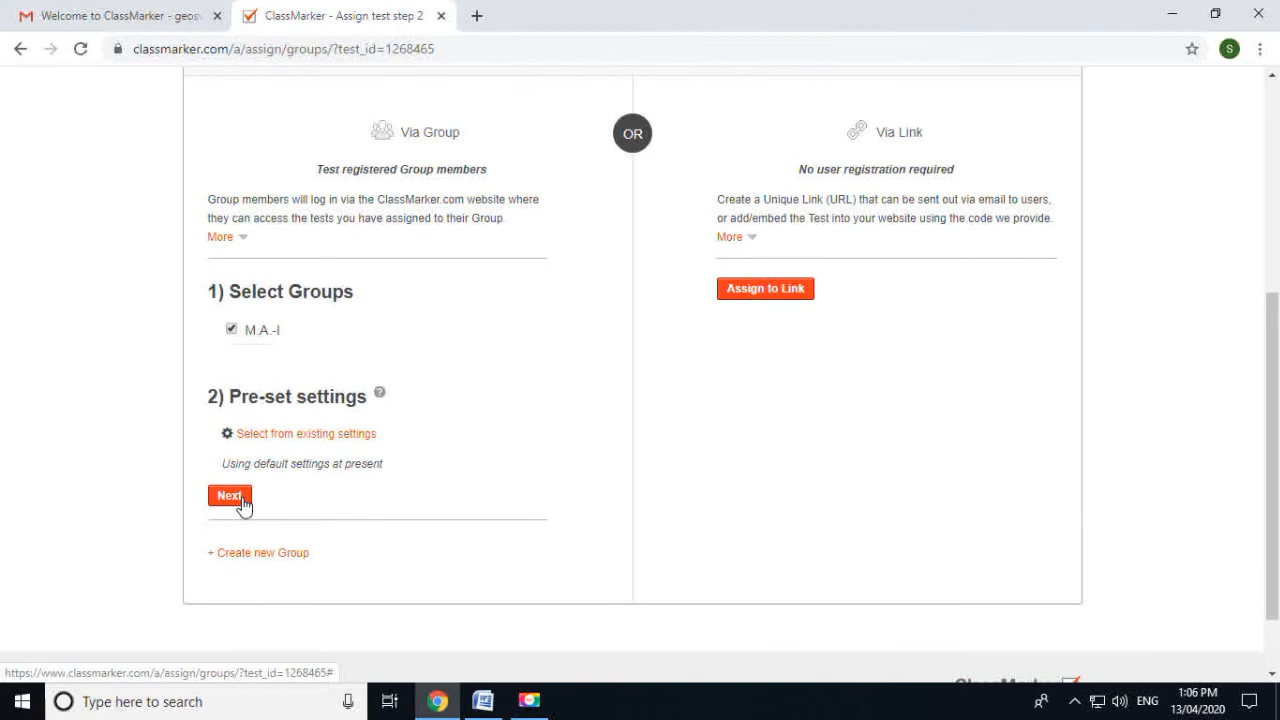 Welcome to ClassMarker - geos
ClassMarker - Assign test step 2
classmarker.com/a/assign/groups/?test_id=1268465
S
Via Group
OR
Via Link
Test registered Group members
No user registration required
Group members will log in via the ClassMarker.com website where
they can access the tests you have assigned to their Group.
More
Create a Unique Link (URL) that can be sent out via email to users,
or add/embed the Test into your website using the code we provide.
More
1) Select Groups
Assign to Link
M.A.-I
2) Pre-set settings ?
Select from existing settings
Using default settings at present
Next
+ Create new Group
https://www.classmarker.com/a/assign/groups/?test_id=1268465#
ClassMarker
Type here to search
ENG
1:06 PM
13/04/2020